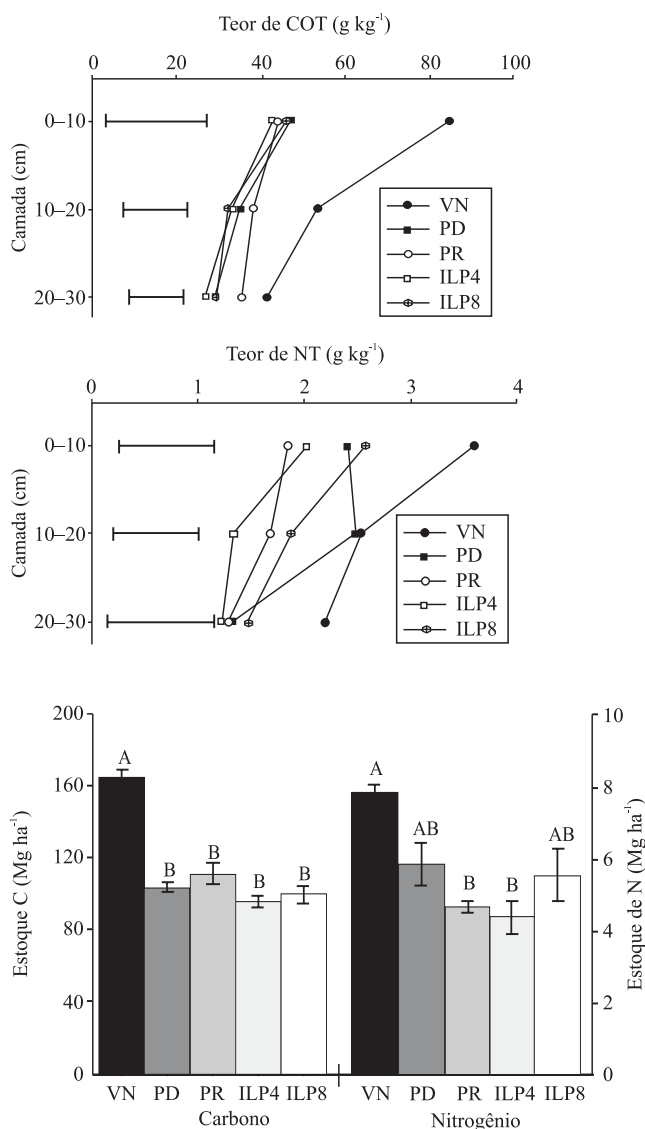 Teor de COT (g kg⁻¹)
0 20 40 60 80 100
Camada (cm)
0–10
10–20
20–30
VN
PD
PR
ILP4
ILP8
Teor de NT (g kg⁻¹)
0 1 2 3 4
Camada (cm)
0–10
10–20
20–30
VN
PD
PR
ILP4
ILP8
Estoque C (Mg ha⁻¹)
200
160
120
80
40
0
A B B B B
A AB B B AB
10
8
6
4
2
0
Estoque de N (Mg ha⁻¹)
VN PD PR ILP4 ILP8 VN PD PR ILP4 ILP8
Carbono Nitrogênio